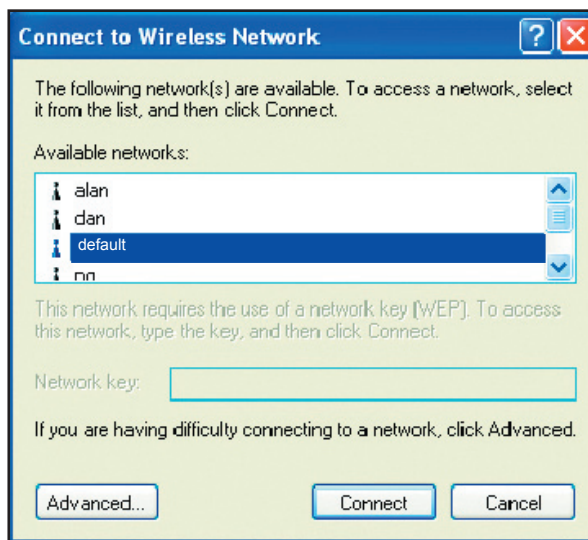 Connect to Wireless Network
?
The following network(s) are available. To access a network, select
it from the list, and then click Connect.
Available networks:
alan
dan
default
This network requires the use of a network key (WEP). To access
this network, type the key, and then click Connect.
Network key:
If you are having difficulty connecting to a network, click Advanced.
Advanced...
Connect
Cancel